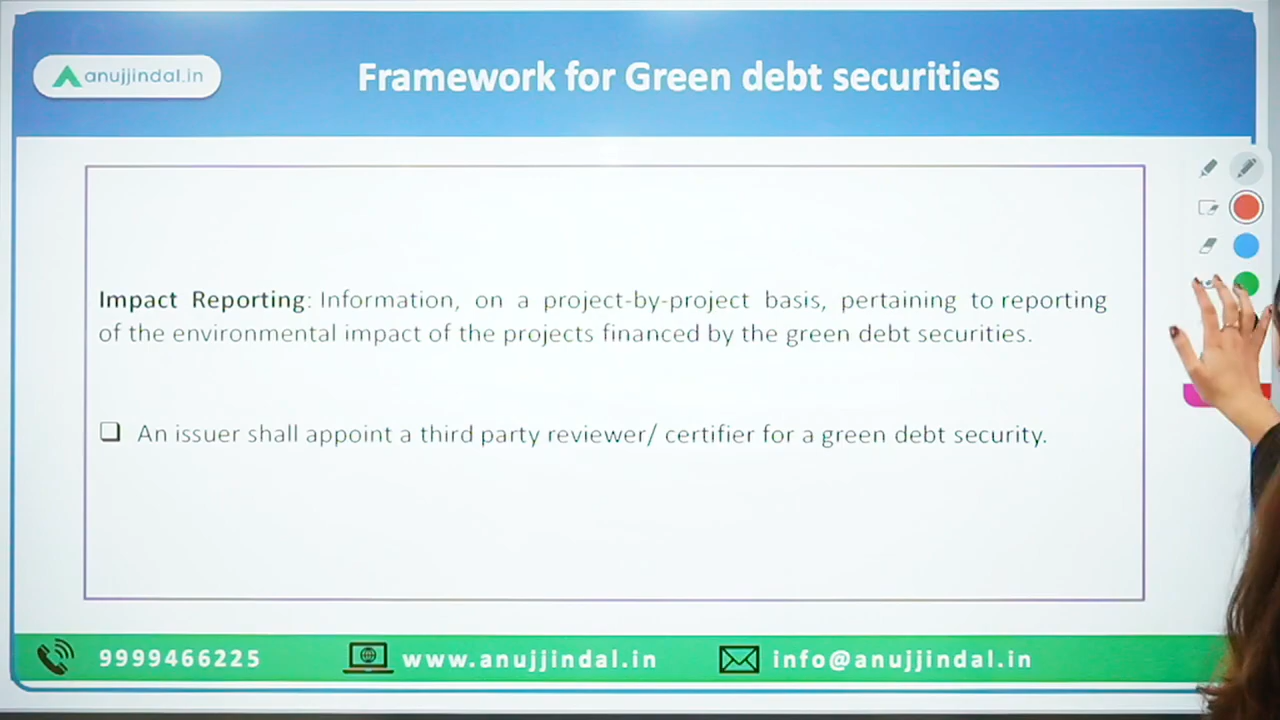 anujjindal.in
Framework for Green debt securities
Impact Reporting: Information, on a project-by-project basis, pertaining to reporting
of the environmental impact of the projects financed by the green debt securities.
❑ An issuer shall appoint a third party reviewer/ certifier for a green debt security.
9999466225
www.anujjindal.in
info@anujjindal.in